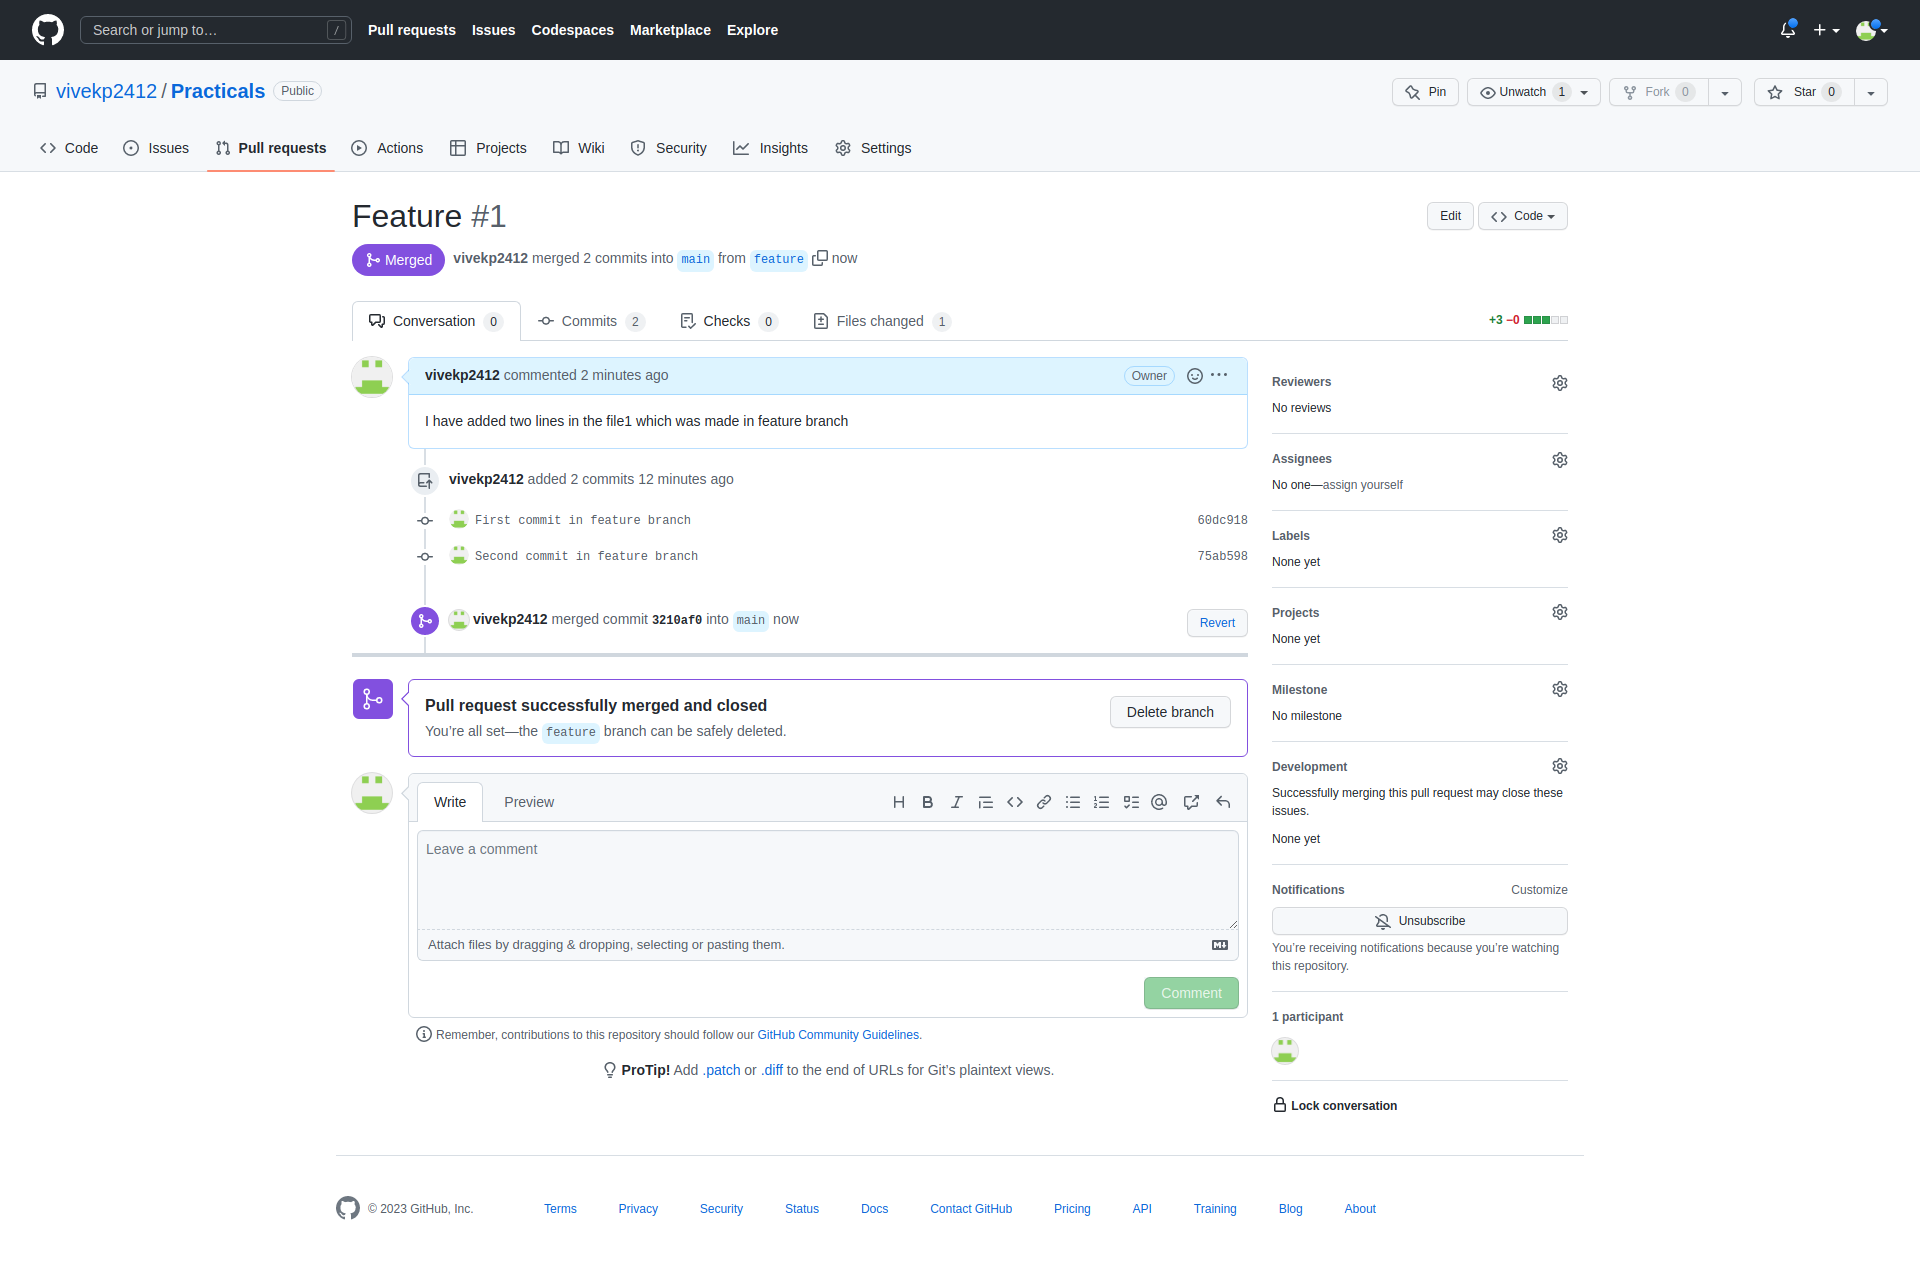 Search or jump to… /
Pull requests Issues Codespaces Marketplace Explore
vivekp2412 / Practicals Public
Pin Unwatch 1 Fork 0 Star 0
Code Issues Pull requests Actions Projects Wiki Security Insights Settings
Feature #1
Edit Code
Merged vivekp2412 merged 2 commits into main from feature now
Conversation 0 Commits 2 Checks 0 Files changed 1
+3 −0
vivekp2412 commented 2 minutes ago Owner
I have added two lines in the file1 which was made in feature branch
vivekp2412 added 2 commits 12 minutes ago
First commit in feature branch 60dc918
Second commit in feature branch 75ab598
vivekp2412 merged commit 3210af0 into main now
Revert
Pull request successfully merged and closed
You’re all set—the feature branch can be safely deleted.
Delete branch
Write Preview
Leave a comment
Attach files by dragging & dropping, selecting or pasting them.
Comment
Remember, contributions to this repository should follow our GitHub Community Guidelines.
ProTip! Add .patch or .diff to the end of URLs for Git’s plaintext views.
Reviewers
No reviews
Assignees
No one—assign yourself
Labels
None yet
Projects
None yet
Milestone
No milestone
Development
Successfully merging this pull request may close these
issues.
None yet
Notifications Customize
Unsubscribe
You’re receiving notifications because you’re watching
this repository.
1 participant
Lock conversation
© 2023 GitHub, Inc. Terms Privacy Security Status Docs Contact GitHub Pricing API Training Blog About